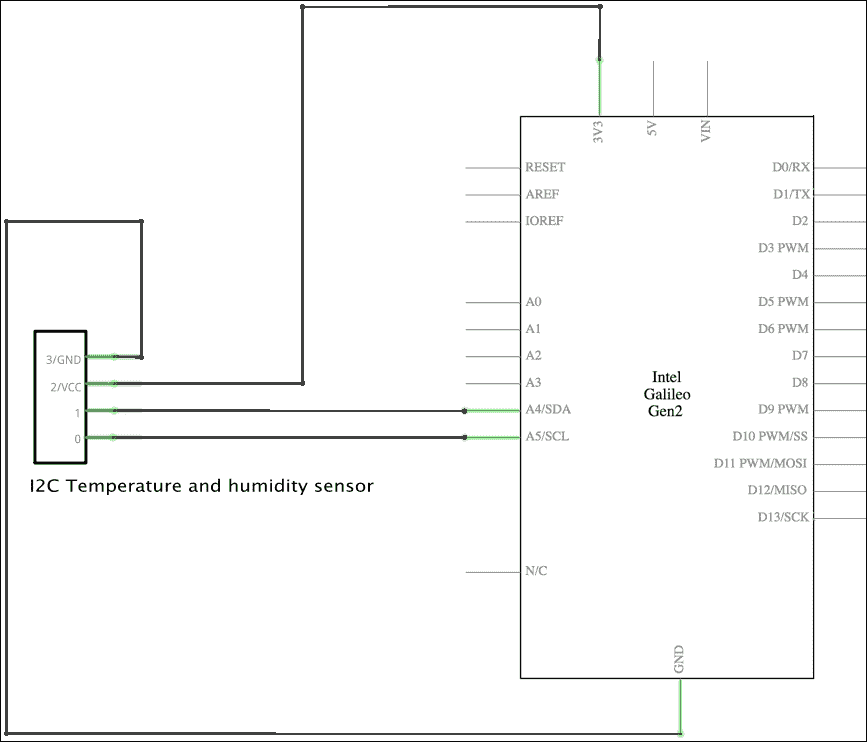 3V3
5V
VIN
RESET
AREF
IOREF
A0
A1
A2
A3
A4/SDA
A5/SCL
N/C
D0/RX
D1/TX
D2
D3 PWM
D4
D5 PWM
D6 PWM
D7
D8
D9 PWM
D10 PWM/SS
D11 PWM/MOSI
D12/MISO
D13/SCK
Intel
Galileo
Gen2
GND
3/GND
2/VCC
1
0
I2C Temperature and humidity sensor